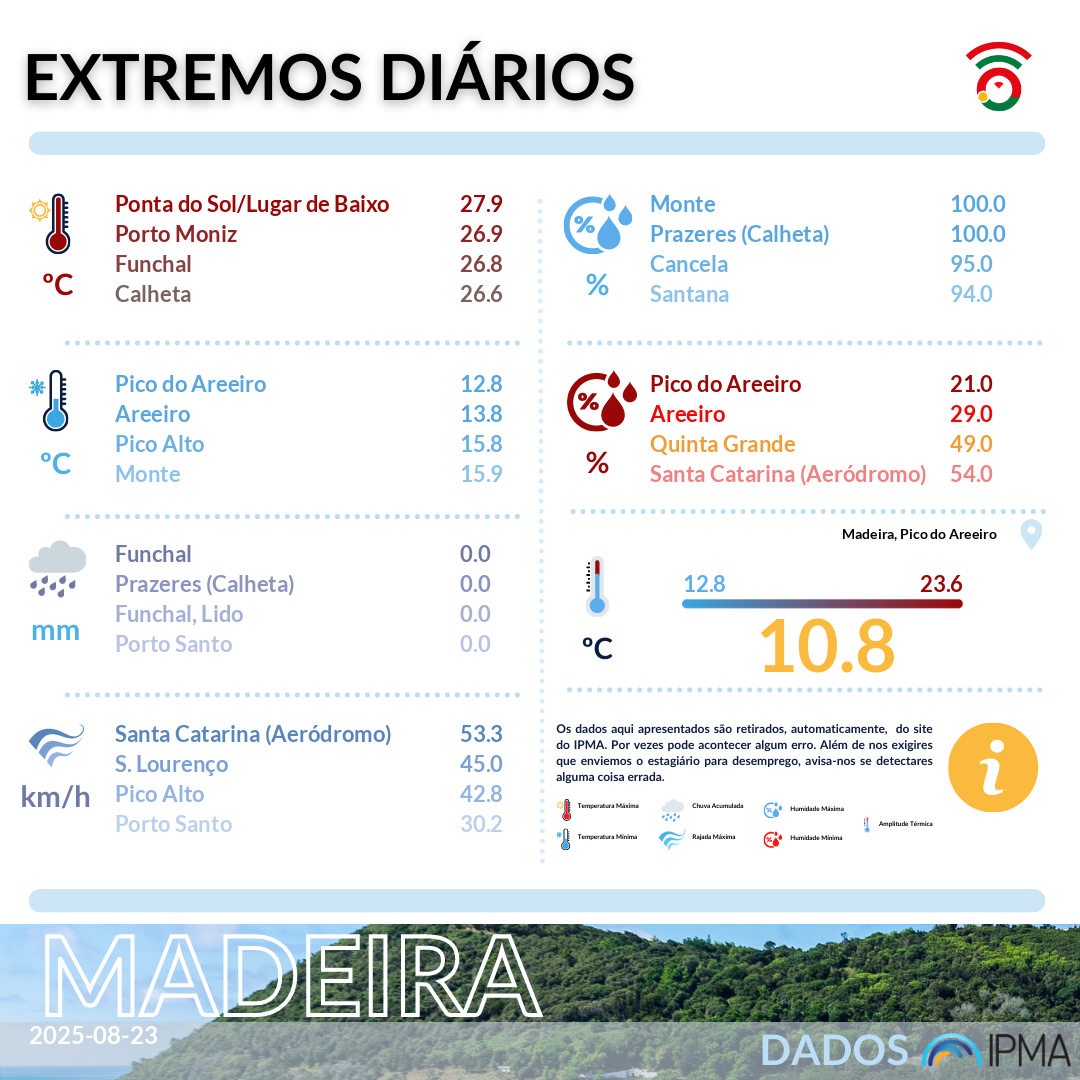 EXTREMOS DIÁRIOS
Ponta do Sol/Lugar de Baixo 27.9
Porto Moniz 26.9
Funchal 26.8
Calheta 26.6
ºC
Pico do Areeiro 12.8
Areeiro 13.8
Pico Alto 15.8
Monte 15.9
ºC
Funchal 0.0
Prazeres (Calheta) 0.0
Funchal, Lido 0.0
Porto Santo 0.0
mm
Santa Catarina (Aeródromo) 53.3
S. Lourenço 45.0
Pico Alto 42.8
Porto Santo 30.2
km/h
%
Monte 100.0
Prazeres (Calheta) 100.0
Cancela 95.0
Santana 94.0
%
%
Pico do Areeiro 21.0
Areeiro 29.0
Quinta Grande 49.0
Santa Catarina (Aeródromo) 54.0
%
Madeira, Pico do Areeiro
12.8 23.6
10.8
ºC
Os dados aqui apresentados são retirados, automaticamente, do site
do IPMA. Por vezes pode acontecer algum erro. Além de nos exigires
que enviemos o estagiário para desemprego, avisa-nos se detectares
alguma coisa errada.
i
Temperatura Máxima
Chuva Acumulada
Humidade Máxima
Temperatura Mínima
Rajada Máxima
Humidade Mínima
Amplitude Térmica
MADEIRA
2025-08-23
DADOS IPMA